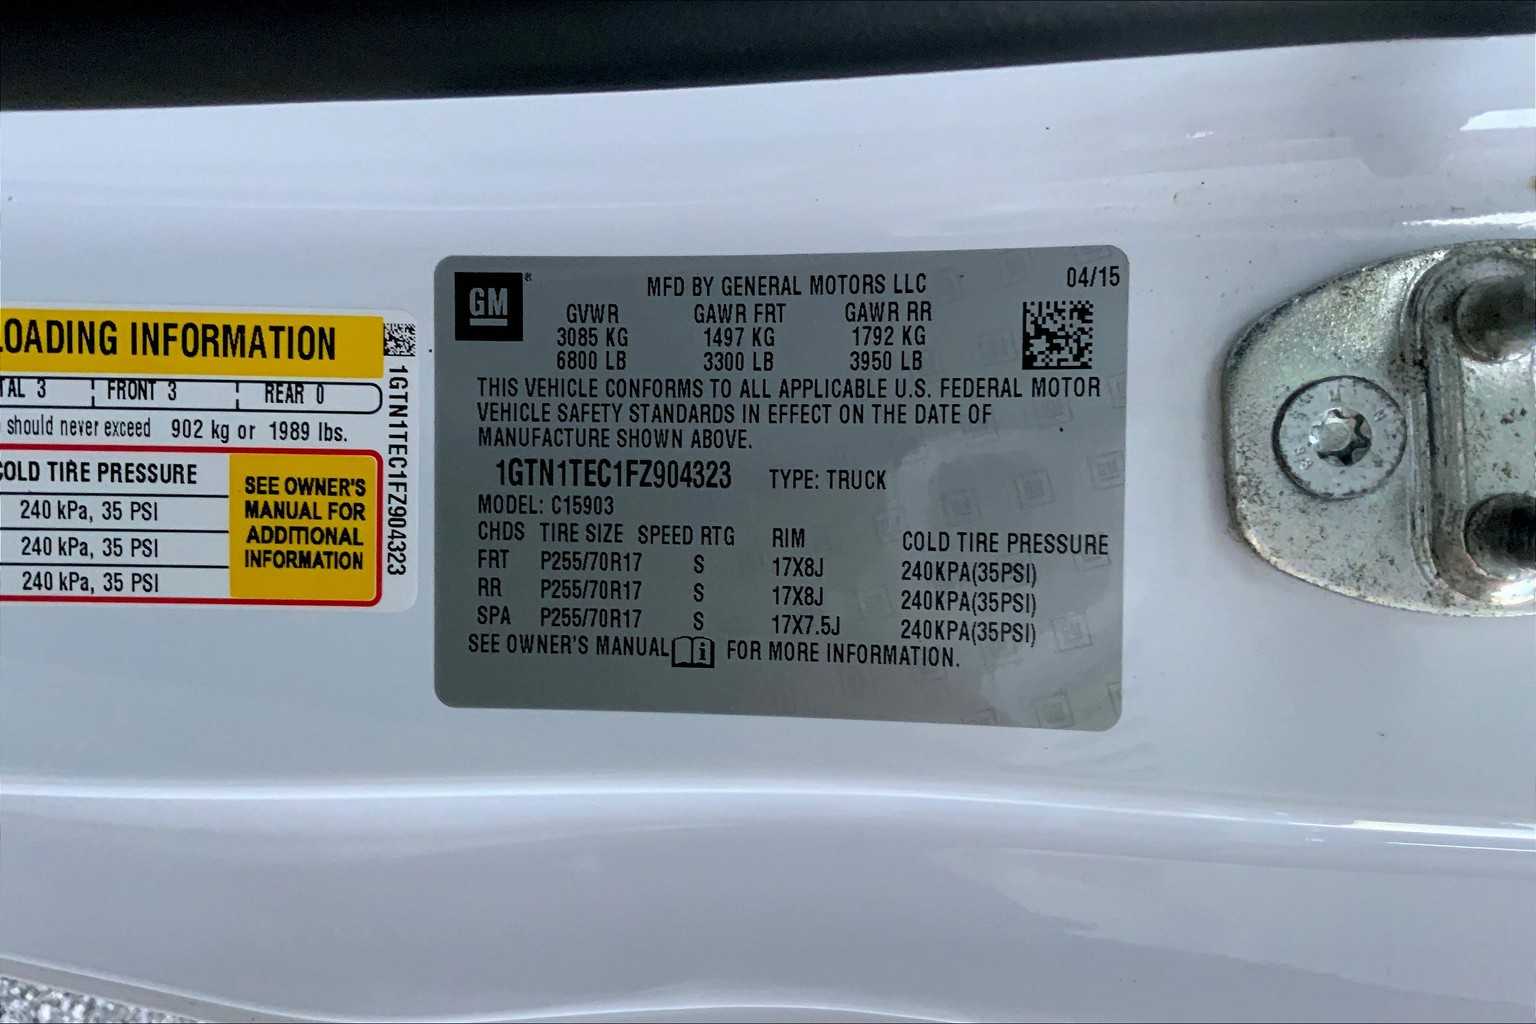 LOADING INFORMATION
TAL 3 FRONT 3 REAR 0
should never exceed 902 kg or 1989 lbs.
COLD TIRE PRESSURE
240 kPa, 35 PSI
240 kPa, 35 PSI
240 kPa, 35 PSI
SEE OWNER'S
MANUAL FOR
ADDITIONAL
INFORMATION
1GTN1TEC1FZ904323
GM®
MFD BY GENERAL MOTORS LLC 04/15
GVWR GAWR FRT GAWR RR
3085 KG 1497 KG 1792 KG
6800 LB 3300 LB 3950 LB
THIS VEHICLE CONFORMS TO ALL APPLICABLE U.S. FEDERAL MOTOR
VEHICLE SAFETY STANDARDS IN EFFECT ON THE DATE OF
MANUFACTURE SHOWN ABOVE.
1GTN1TEC1FZ904323 TYPE: TRUCK
MODEL: C15903
CHDS TIRE SIZE SPEED RTG RIM COLD TIRE PRESSURE
FRT P255/70R17 S 17X8J 240KPA(35PSI)
RR P255/70R17 S 17X8J 240KPA(35PSI)
SPA P255/70R17 S 17X7.5J 240KPA(35PSI)
SEE OWNER'S MANUAL i FOR MORE INFORMATION.